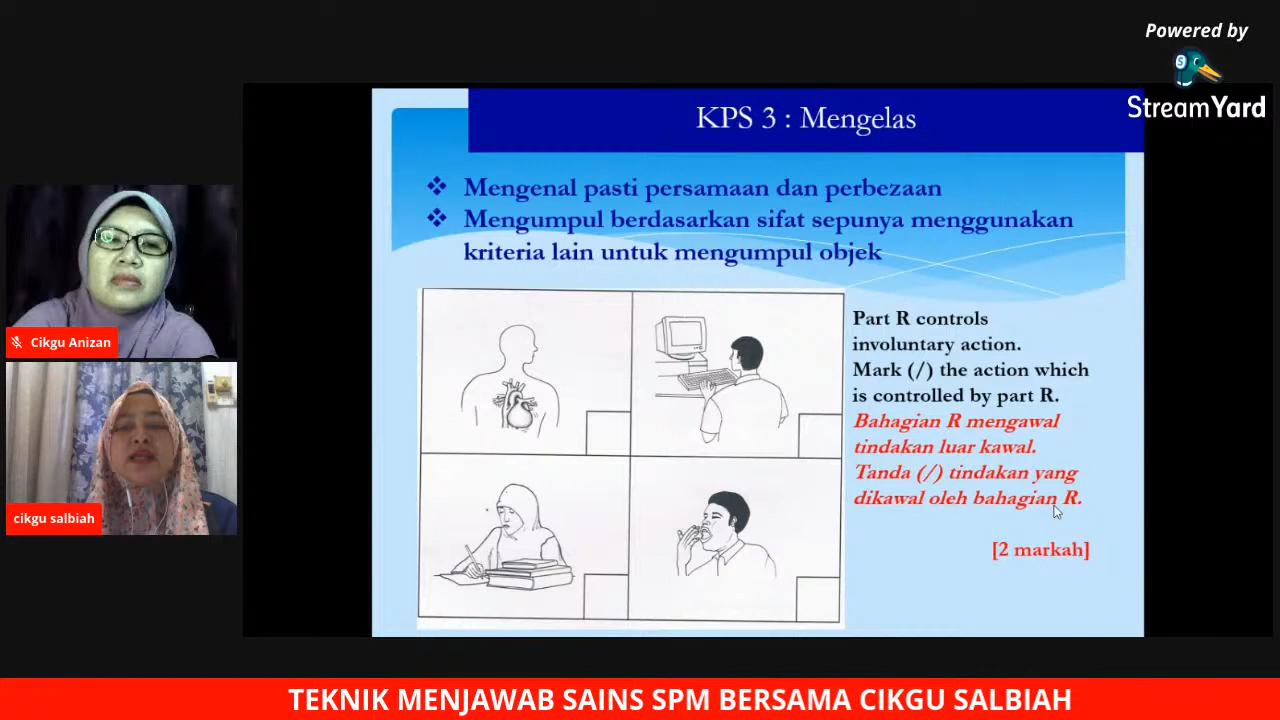 Powered by
StreamYard
KPS 3 : Mengelas
Mengenal pasti persamaan dan perbezaan
Mengumpul berdasarkan sifat sepunya menggunakan
kriteria lain untuk mengumpul objek
Part R controls
involuntary action.
Mark (/) the action which
is controlled by part R.
Bahagian R mengawal
tindakan luar kawal.
Tanda (/) tindakan yang
dikawal oleh bahagian R.
[2 markah]
Cikgu Anizan
cikgu salbiah
TEKNIK MENJAWAB SAINS SPM BERSAMA CIKGU SALBIAH